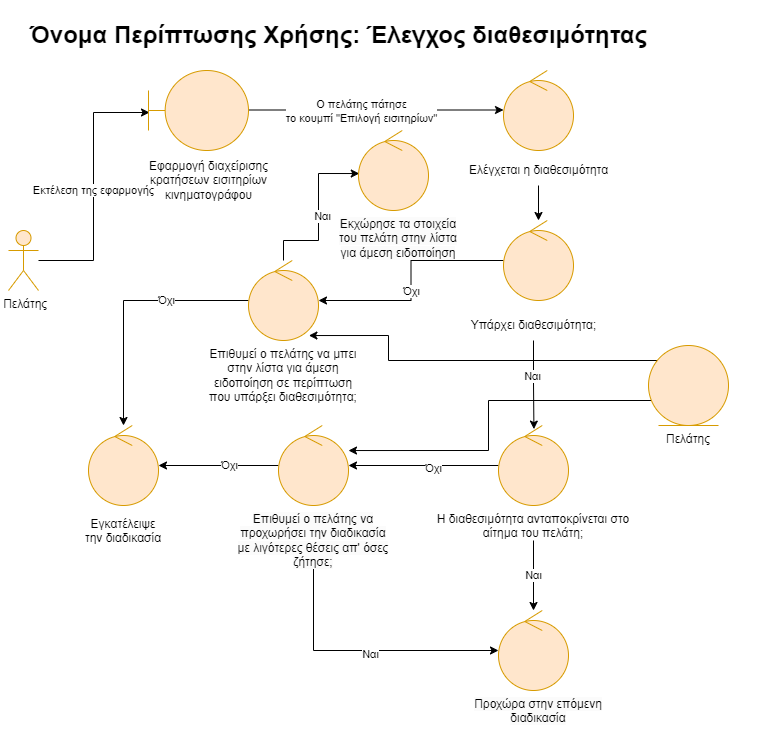 Όνομα Περίπτωσης Χρήσης: Έλεγχος διαθεσιμότητας
Ο πελάτης πάτησε
το κουμπί "Επιλογή εισιτηρίων"
Εφαρμογή διαχείρισης
κρατήσεων εισιτηρίων
κινηματογράφου
Ελέγχεται η διαθεσιμότητα
Εκτέλεση της εφαρμογής
Ναι
Εκχώρησε τα στοιχεία
του πελάτη στην λίστα
για άμεση ειδοποίηση
Πελάτης
Όχι
Όχι
Υπάρχει διαθεσιμότητα;
Επιθυμεί ο πελάτης να μπει
στην λίστα για άμεση
ειδοποίηση σε περίπτωση
που υπάρξει διαθεσιμότητα;
Ναι
Πελάτης
Όχι
Όχι
Εγκατέλειψε
την διαδικασία
Επιθυμεί ο πελάτης να
προχωρήσει την διαδικασία
με λιγότερες θέσεις απ' όσες
ζήτησε;
Η διαθεσιμότητα ανταποκρίνεται στο
αίτημα του πελάτη;
Ναι
Ναι
Προχώρα στην επόμενη
διαδικασία